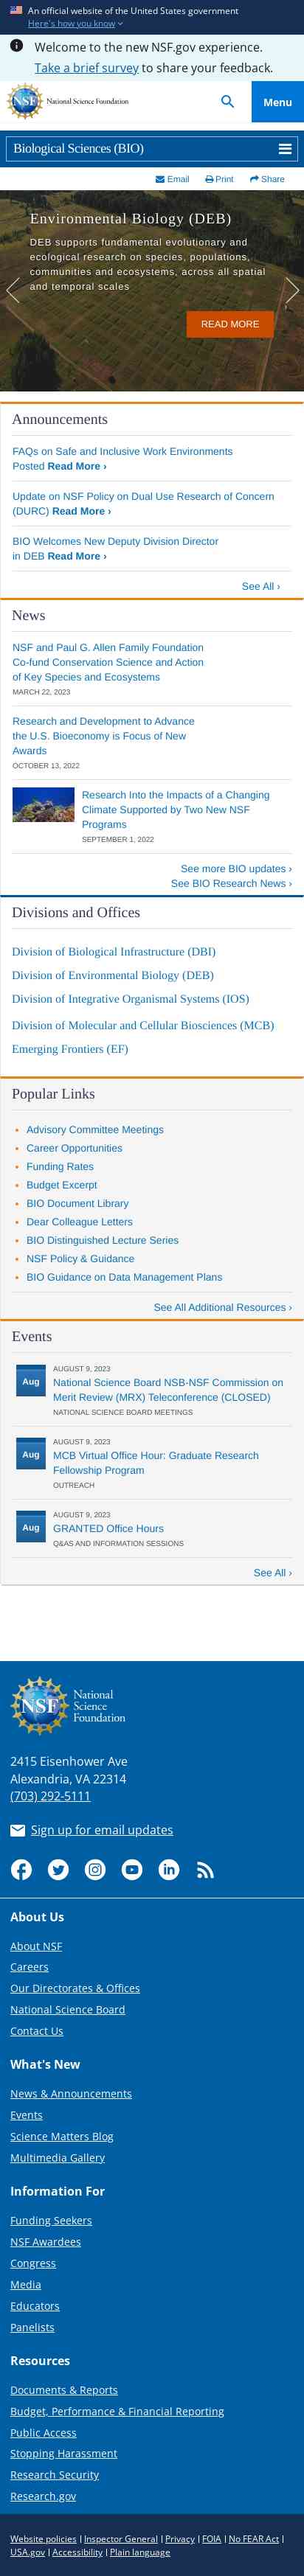 An official website of the United States government
Here's how you know
Welcome to the new NSF.gov experience.
Take a brief survey to share your feedback.
NSF National Science Foundation
Menu
Biological Sciences (BIO)
Email Print Share
Environmental Biology (DEB)
DEB supports fundamental evolutionary and
ecological research on species, populations,
communities and ecosystems, across all spatial
and temporal scales
READ MORE
Announcements
FAQs on Safe and Inclusive Work Environments
Posted Read More ›
Update on NSF Policy on Dual Use Research of Concern
(DURC) Read More ›
BIO Welcomes New Deputy Division Director
in DEB Read More ›
See All ›
News
NSF and Paul G. Allen Family Foundation
Co-fund Conservation Science and Action
of Key Species and Ecosystems
MARCH 22, 2023
Research and Development to Advance
the U.S. Bioeconomy is Focus of New
Awards
OCTOBER 13, 2022
Research Into the Impacts of a Changing
Climate Supported by Two New NSF
Programs
SEPTEMBER 1, 2022
See more BIO updates ›
See BIO Research News ›
Divisions and Offices
Division of Biological Infrastructure (DBI)
Division of Environmental Biology (DEB)
Division of Integrative Organismal Systems (IOS)
Division of Molecular and Cellular Biosciences (MCB)
Emerging Frontiers (EF)
Popular Links
Advisory Committee Meetings
Career Opportunities
Funding Rates
Budget Excerpt
BIO Document Library
Dear Colleague Letters
BIO Distinguished Lecture Series
NSF Policy & Guidance
BIO Guidance on Data Management Plans
See All Additional Resources ›
Events
AUGUST 9, 2023
Aug
National Science Board NSB-NSF Commission on
Merit Review (MRX) Teleconference (CLOSED)
NATIONAL SCIENCE BOARD MEETINGS
AUGUST 9, 2023
Aug
MCB Virtual Office Hour: Graduate Research
Fellowship Program
OUTREACH
AUGUST 9, 2023
Aug
GRANTED Office Hours
Q&AS AND INFORMATION SESSIONS
See All ›
NSF
National
Science
Foundation
2415 Eisenhower Ave
Alexandria, VA 22314
(703) 292-5111
Sign up for email updates
About Us
About NSF
Careers
Our Directorates & Offices
National Science Board
Contact Us
What's New
News & Announcements
Events
Science Matters Blog
Multimedia Gallery
Information For
Funding Seekers
NSF Awardees
Congress
Media
Educators
Panelists
Resources
Documents & Reports
Budget, Performance & Financial Reporting
Public Access
Stopping Harassment
Research Security
Research.gov
Website policies | Inspector General | Privacy | FOIA | No FEAR Act |
USA.gov | Accessibility | Plain language